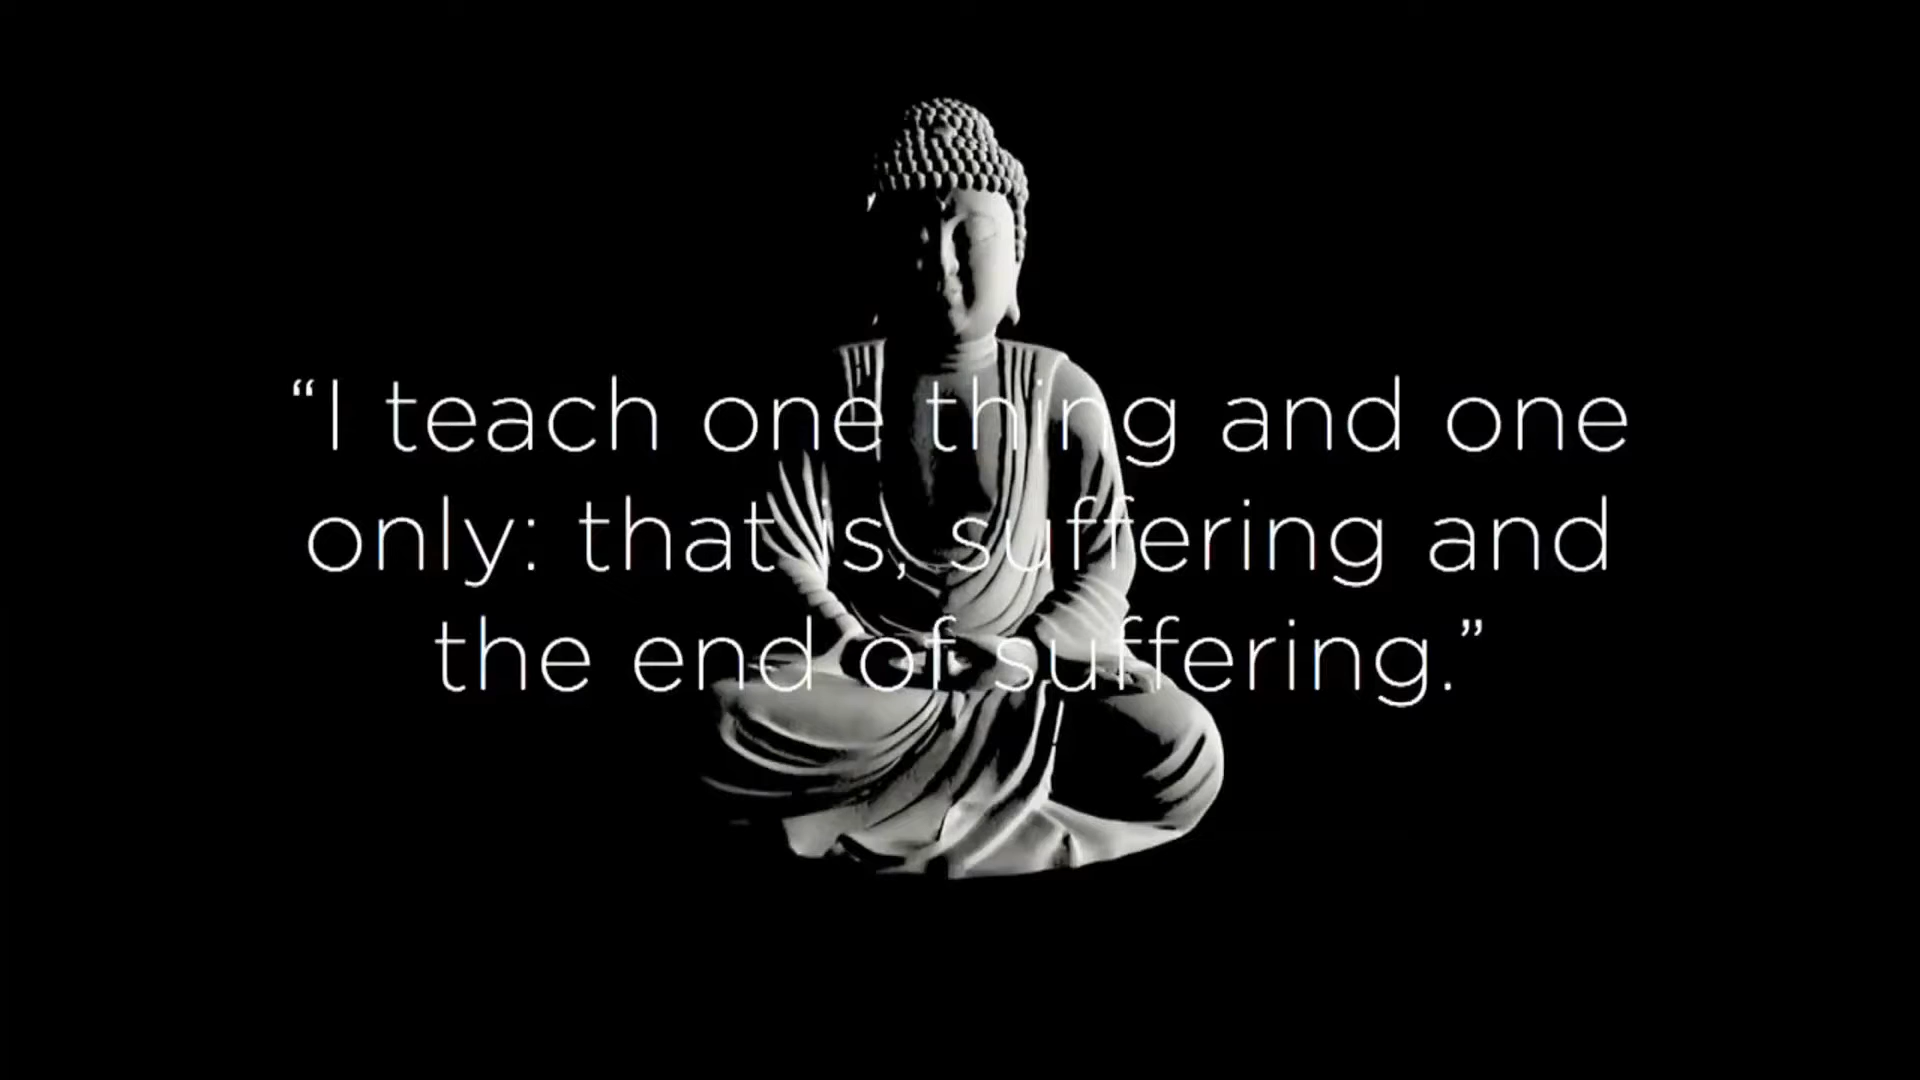 “I teach one thing and one
only: that is, suffering and
the end of suffering.”